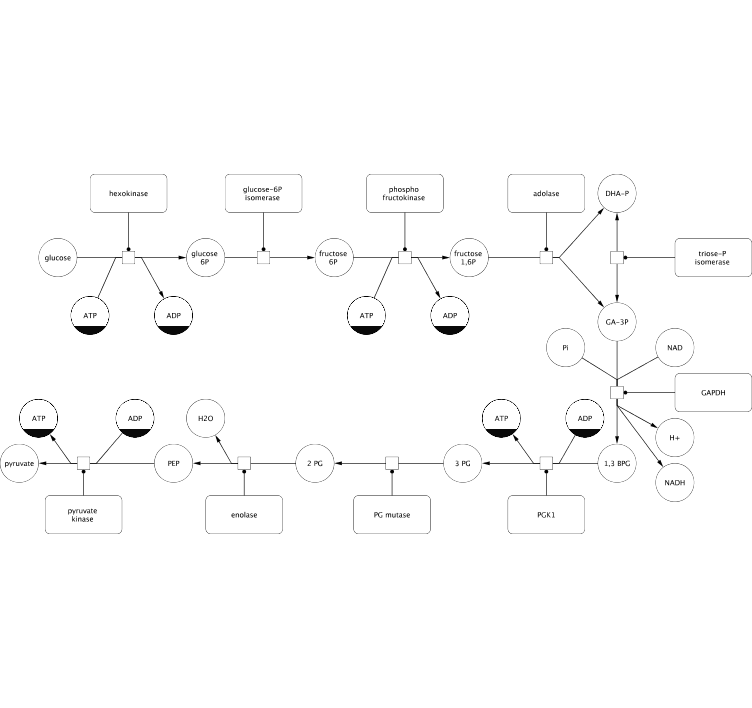 hexokinase
glucose-6P
isomerase
phospho
fructokinase
adolase
DHA-P
glucose
glucose
6P
fructose
6P
fructose
1,6P
triose-P
isomerase
ATP
ADP
ATP
ADP
GA-3P
Pi
NAD
GAPDH
ATP
ADP
H2O
ATP
ADP
H+
pyruvate
PEP
2 PG
3 PG
1,3 BPG
NADH
pyruvate
kinase
enolase
PG mutase
PGK1